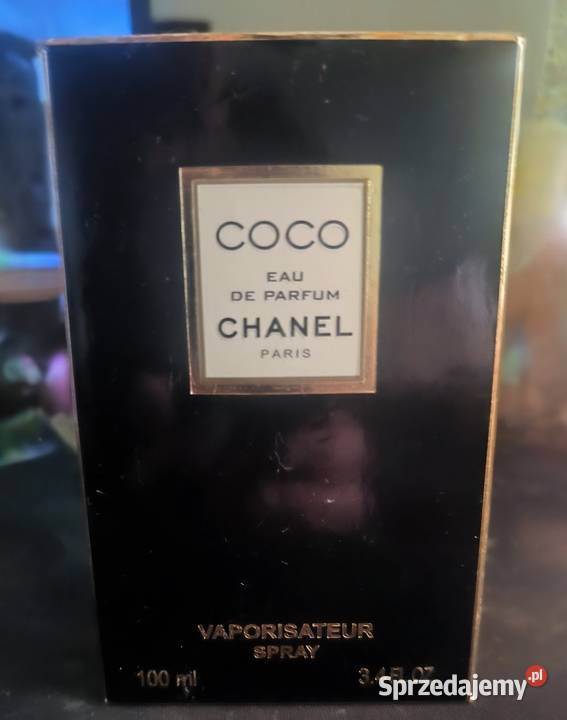 COCO
EAU
DE PARFUM
CHANEL
PARIS
VAPORISATEUR
SPRAY
100 ml 3.4 FL.OZ
Sprzedajemy.pl